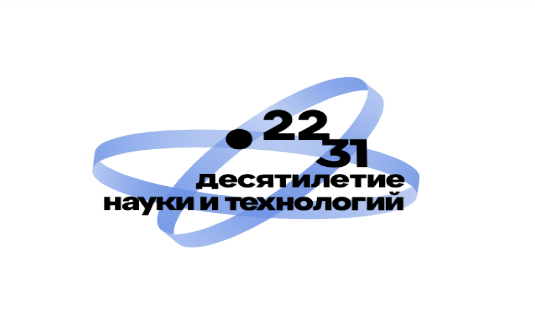 22
31
десятилетие
науки и технологий